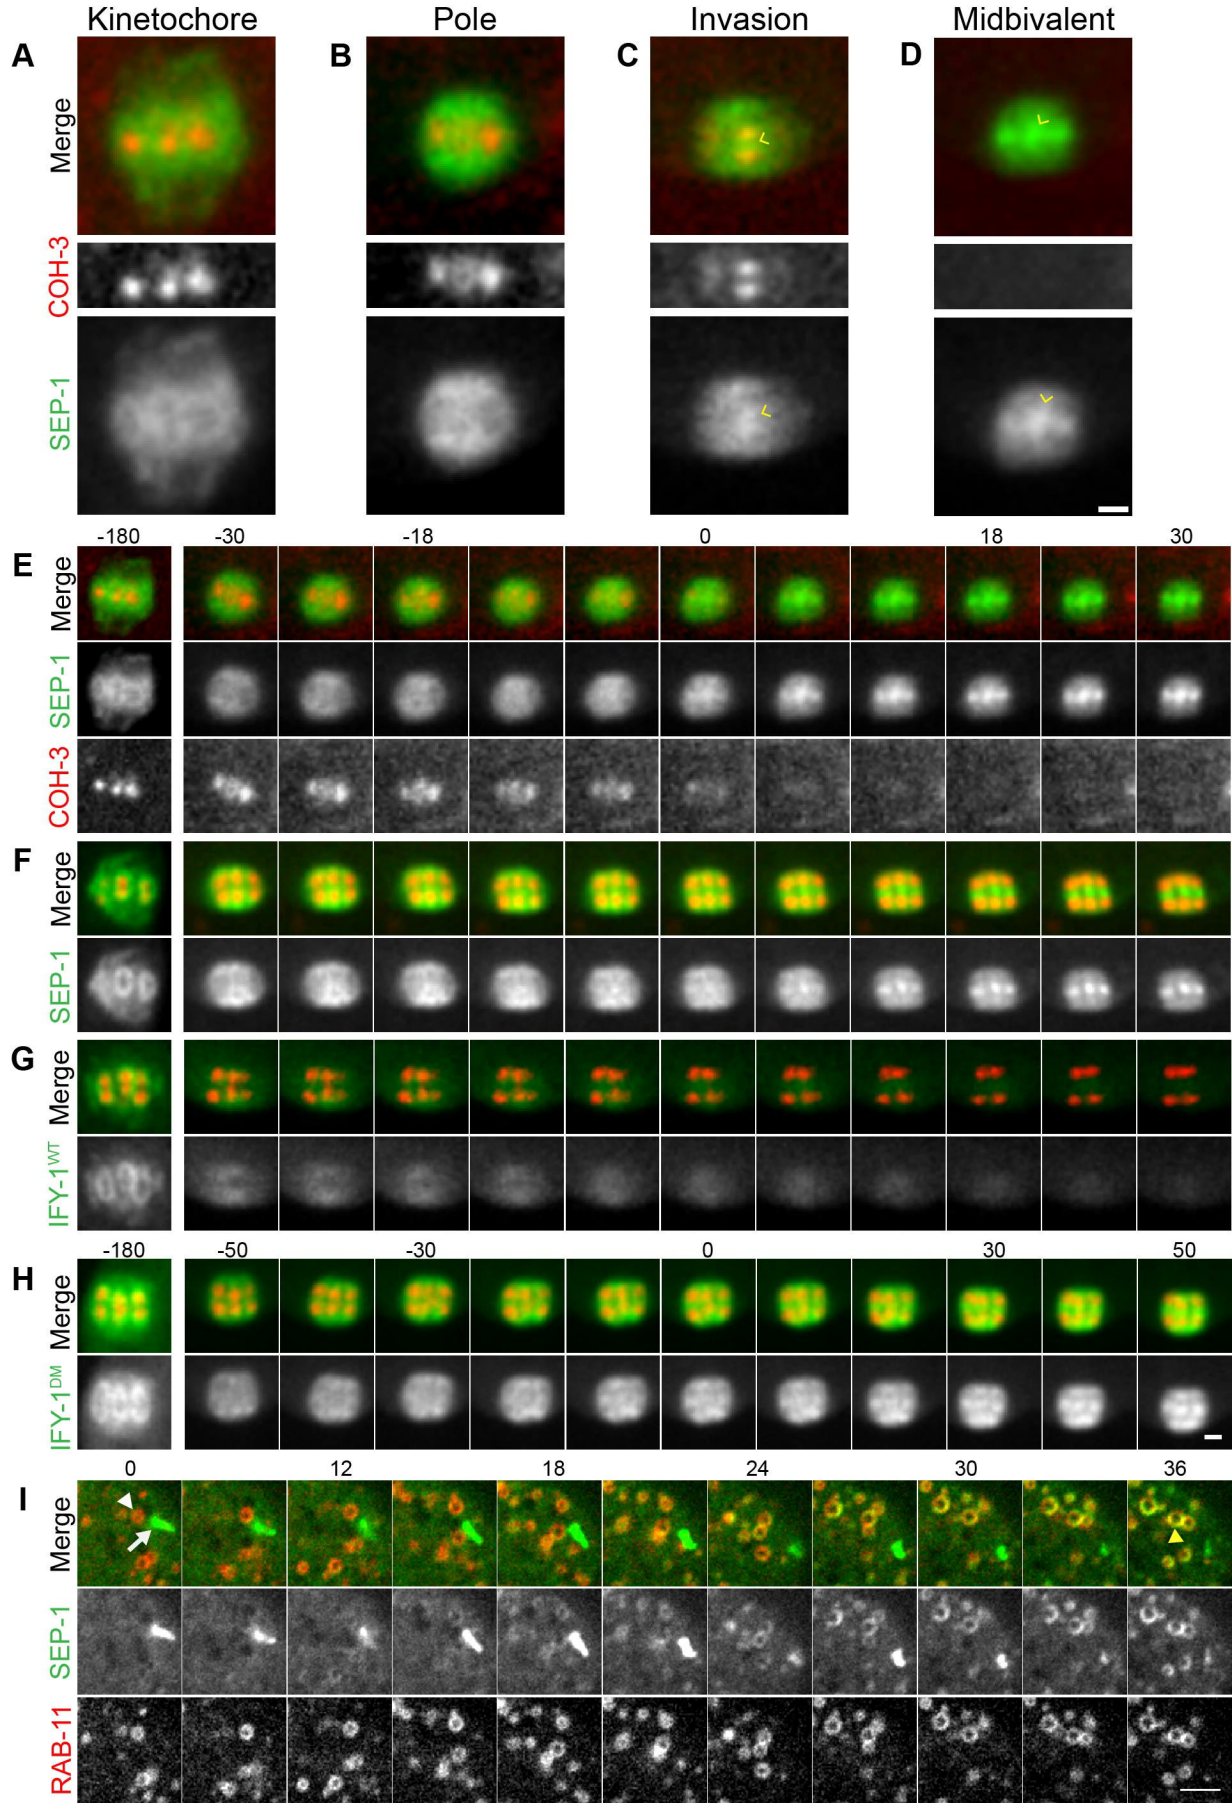 Kinetochore Pole Invasion Midbivalent
A B C D
Merge
COH-3
SEP-1
-180 -30 -18 0 18 30
E
Merge
SEP-1
COH-3
F
Merge
SEP-1
G
Merge
IFY-1WT
-180 -50 -30 0 30 50
H
Merge
IFY-1DM
0 12 18 24 30 36
I
Merge
SEP-1
RAB-11